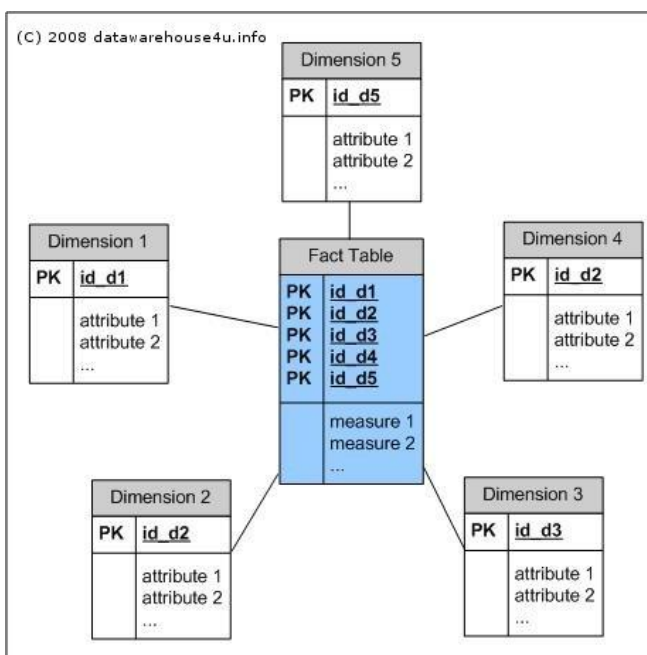 (C) 2008 datawarehouse4u.info
Dimension 5
PK id_d5
attribute 1
attribute 2
...
Dimension 1
PK id_d1
attribute 1
attribute 2
...
Fact Table
PK id_d1
PK id_d2
PK id_d3
PK id_d4
PK id_d5
measure 1
measure 2
...
Dimension 4
PK id_d2
attribute 1
attribute 2
...
Dimension 2
PK id_d2
attribute 1
attribute 2
...
Dimension 3
PK id_d3
attribute 1
attribute 2
...